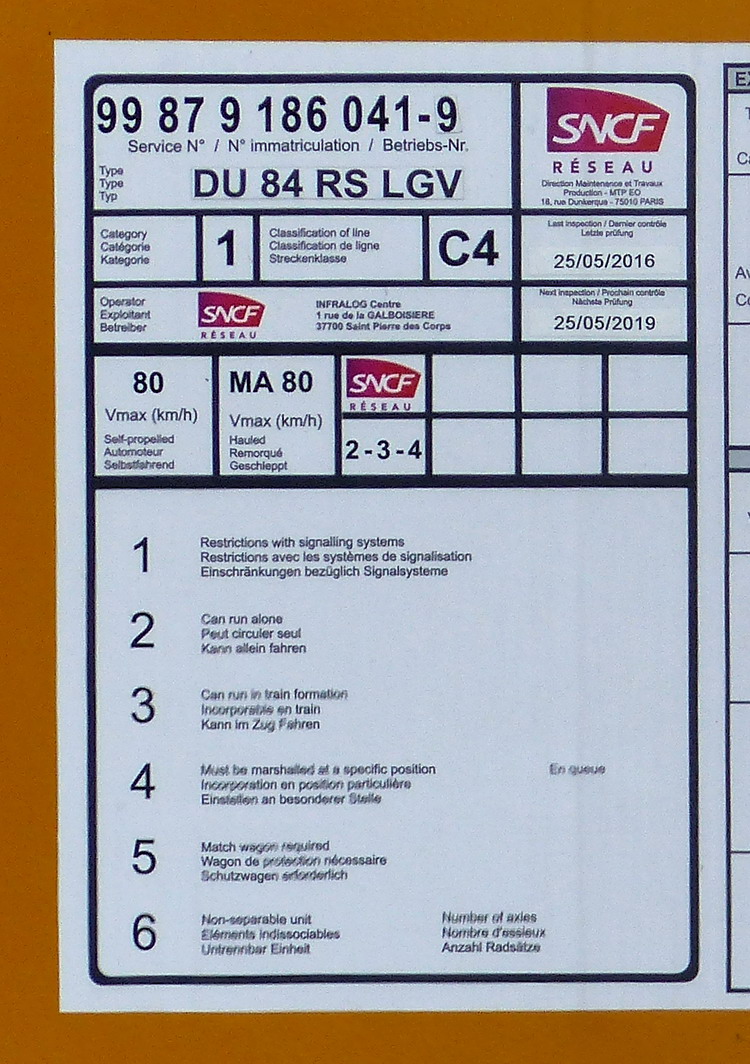 99 87 9 186 041-9
Service N° / N° immatriculation / Betriebs-Nr.
Type
Type
Typ
DU 84 RS LGV
SNCF
RÉSEAU
Direction Maintenance et Travaux
Production - MTP EO
18, rue Dunkerque - 75010 PARIS
Category
Catégorie
Kategorie
1
Classification of line
Classification de ligne
Streckenklasse
C4
Last inspection / Dernier contrôle
Letzte prüfung
25/05/2016
Operator
Exploitant
Betreiber
SNCF
RÉSEAU
INFRALOG Centre
1 rue de la GALBOISIERE
37700 Saint Pierre des Corps
Next inspection / Prochain contrôle
Nächste Prüfung
25/05/2019
80
Vmax (km/h)
Self-propelled
Automoteur
Selbstfahrend
MA 80
Vmax (km/h)
Hauled
Remorqué
Geschleppt
SNCF
RÉSEAU
2-3-4
1
Restrictions with signalling systems
Restrictions avec les systèmes de signalisation
Einschränkungen bezüglich Signalsysteme
2
Can run alone
Peut circuler seul
Kann allein fahren
3
Can run in train formation
Incorporable en train
Kann im Zug Fahren
4
Must be marshalled at a specific position
Incorporation en position particulière
Einstellen an besonderer Stelle
En queue
5
Match wagon required
Wagon de protection nécessaire
Schutzwagen erforderlich
6
Non-separable unit
Eléments indissociables
Untrennbar Einheit
Number of axles
Nombre d'essieux
Anzahl Radsätze